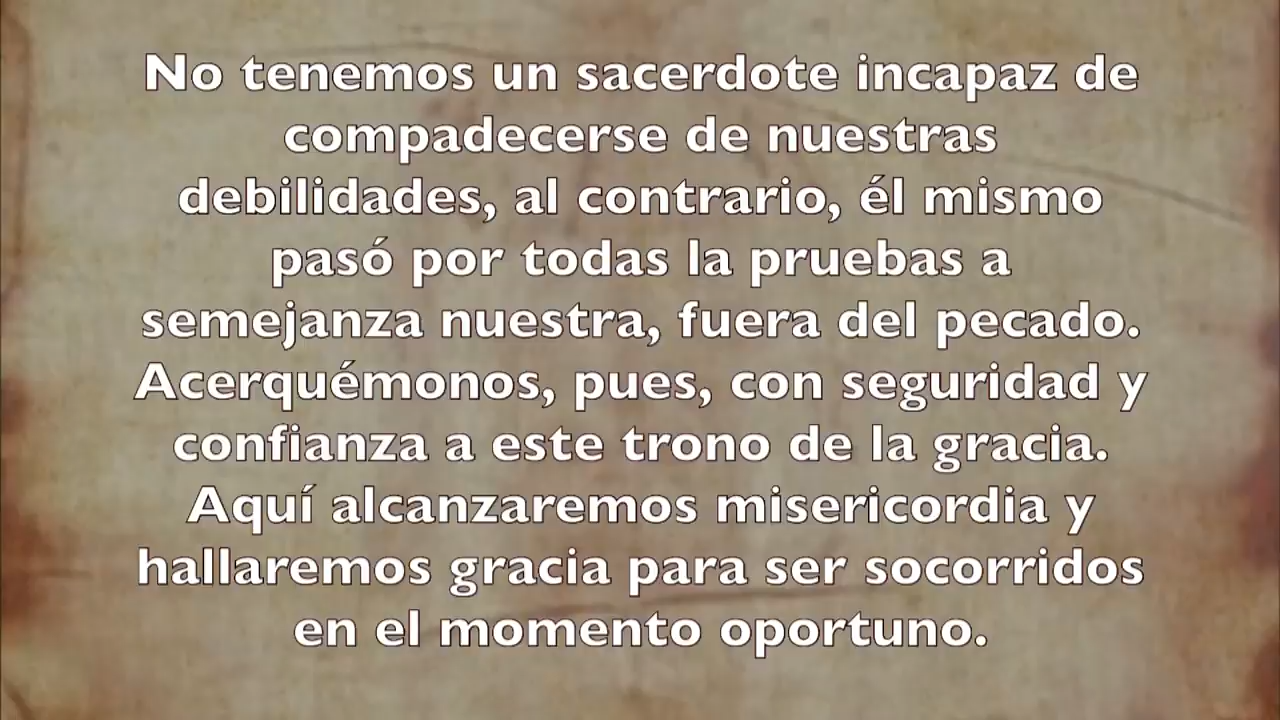 No tenemos un sacerdote incapaz de
compadecerse de nuestras
debilidades, al contrario, él mismo
pasó por todas la pruebas a
semejanza nuestra, fuera del pecado.
Acerquémonos, pues, con seguridad y
confianza a este trono de la gracia.
Aquí alcanzaremos misericordia y
hallaremos gracia para ser socorridos
en el momento oportuno.